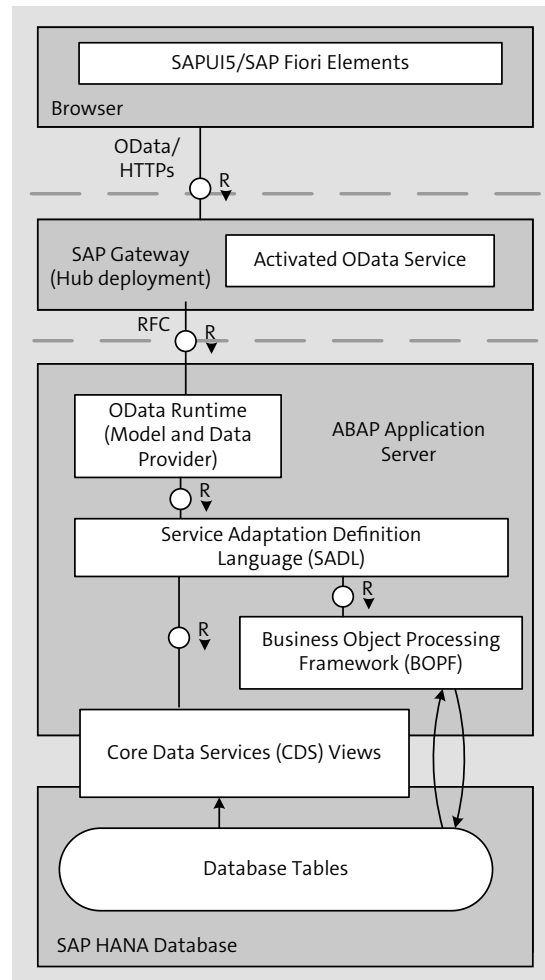 SAPUI5/SAP Fiori Elements
Browser
OData/
HTTPs
R
SAP Gateway
(Hub deployment)
Activated OData Service
RFC
R
OData Runtime
(Model and Data
Provider)
ABAP Application
Server
R
Service Adaptation Definition
Language (SADL)
R
R
Business Object Processing
Framework (BOPF)
Core Data Services (CDS) Views
Database Tables
SAP HANA Database